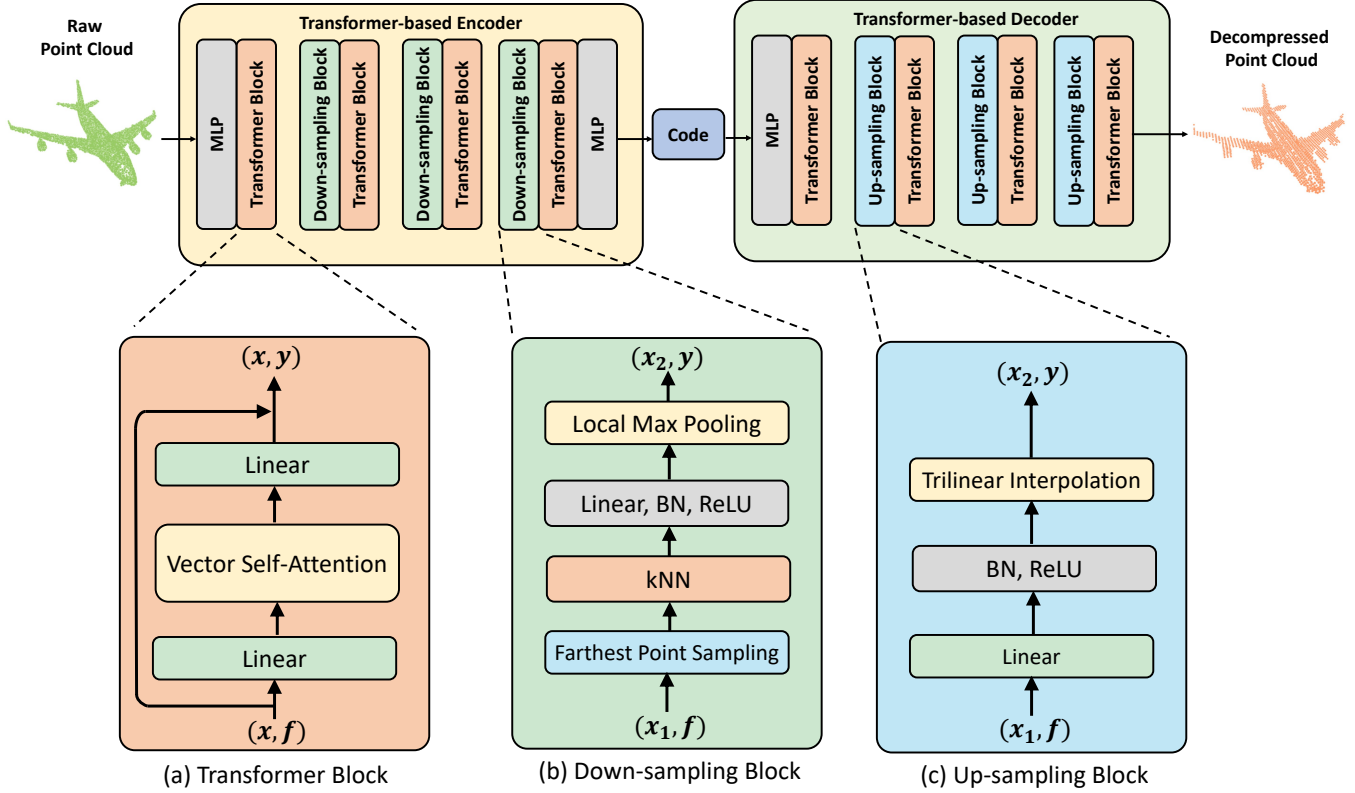 Raw
Point Cloud
Transformer-based Encoder
MLP
Transformer Block
Down-sampling Block
Transformer Block
Down-sampling Block
Transformer Block
Down-sampling Block
Transformer Block
MLP
Code
Transformer-based Decoder
MLP
Transformer Block
Up-sampling Block
Transformer Block
Up-sampling Block
Transformer Block
Up-sampling Block
Transformer Block
Decompressed
Point Cloud
(x, y)
Linear
Vector Self-Attention
Linear
(x, f)
(a) Transformer Block
(x₂, y)
Local Max Pooling
Linear, BN, ReLU
kNN
Farthest Point Sampling
(x₁, f)
(b) Down-sampling Block
(x₂, y)
Trilinear Interpolation
BN, ReLU
Linear
(x₁, f)
(c) Up-sampling Block